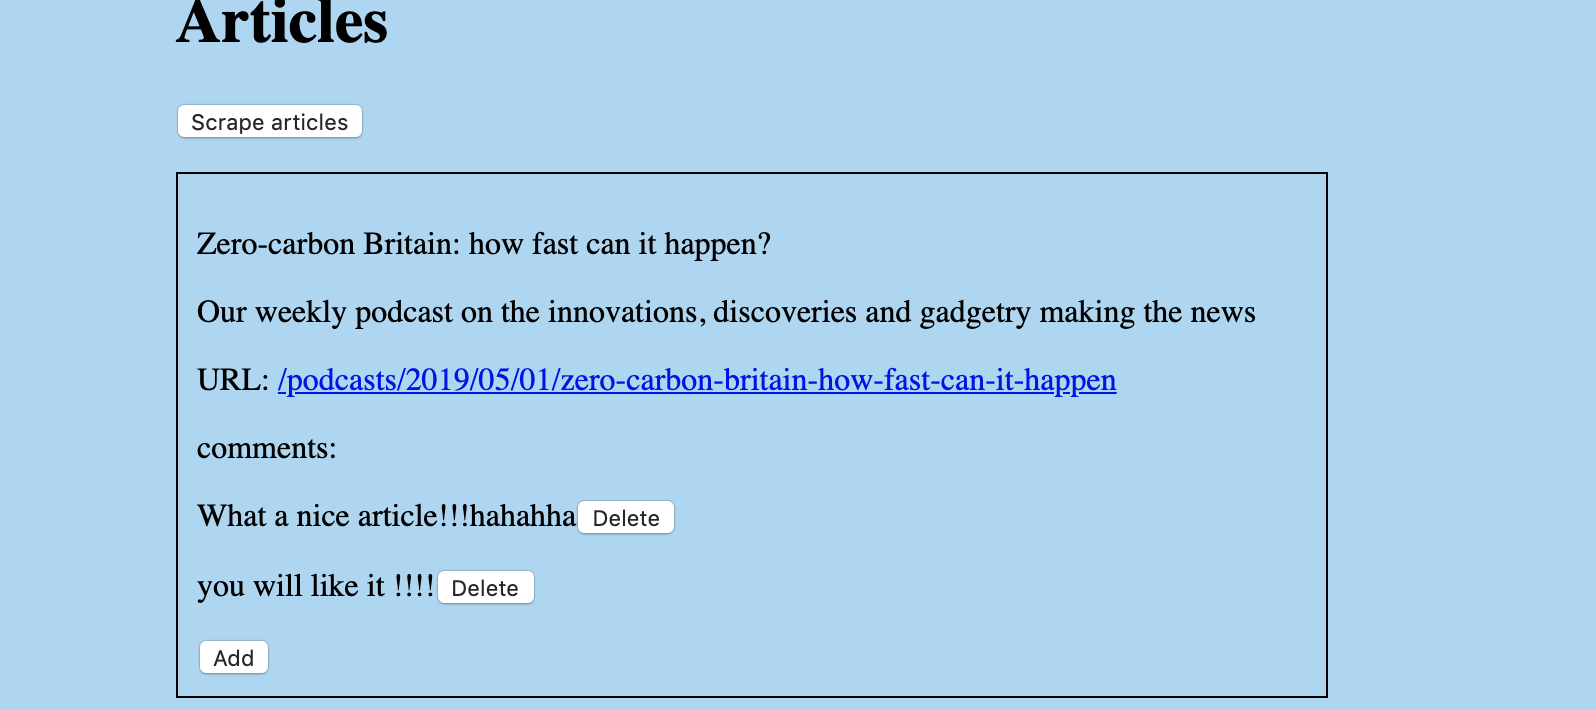 Articles
Scrape articles
Zero-carbon Britain: how fast can it happen?
Our weekly podcast on the innovations, discoveries and gadgetry making the news
URL: /podcasts/2019/05/01/zero-carbon-britain-how-fast-can-it-happen
comments:
What a nice article!!!hahahha Delete
you will like it !!!! Delete
Add